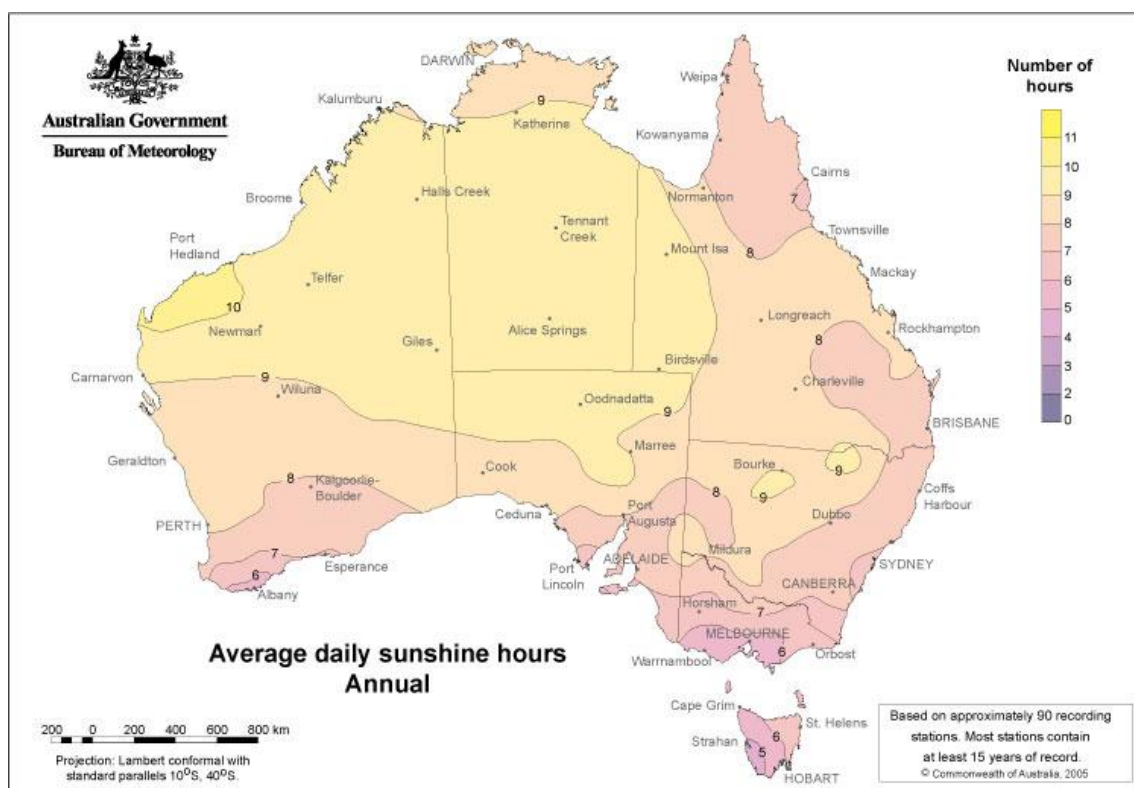 Australian Government
Bureau of Meteorology
DARWIN
Kalumburu
9
Katherine
Weipa
Kowanyama
Cairns
7
Normanton
Broome
Halls Creek
Tennant
Creek
Mount Isa
8
Townsville
Mackay
Port
Hedland
Telfer
10
Newman
Giles
Alice Springs
Longreach
8
Rockhampton
Birdsville
Charleville
Carnarvon
9
Wiluna
Oodnadatta
9
BRISBANE
Geraldton
8
Kalgoorlie-
Boulder
Cook
Marree
Bourke
9
9
Coffs
Harbour
PERTH
Ceduna
Port
Augusta
8
Dubbo
7
Esperance
6
Albany
Port
Lincoln
ADELAIDE
Mildura
SYDNEY
CANBERRA
Horsham
7
MELBOURNE
Warrnambool
6
Orbost
Cape Grim
St. Helens
6
Strahan
5
HOBART
Number of
hours
11
10
9
8
7
6
5
4
3
2
0
Average daily sunshine hours
Annual
200 0 200 400 600 800 km
Projection: Lambert conformal with
standard parallels 10°S, 40°S.
Based on approximately 90 recording
stations. Most stations contain
at least 15 years of record.
© Commonwealth of Australia, 2005